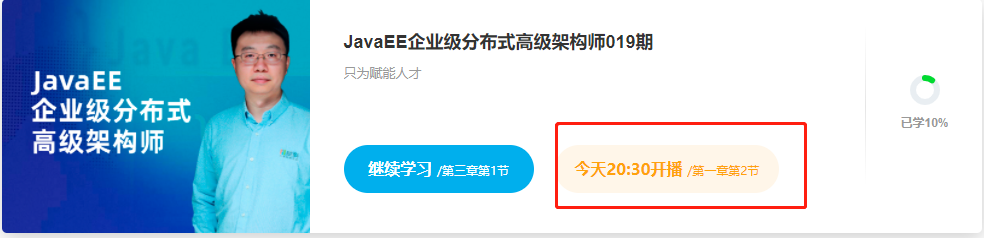 Java
JavaEE
企业级分布式
高级架构师
JavaEE企业级分布式高级架构师019期
只为赋能人才
继续学习 /第三章第1节
今天20:30开播 /第一章第2节
已学10%